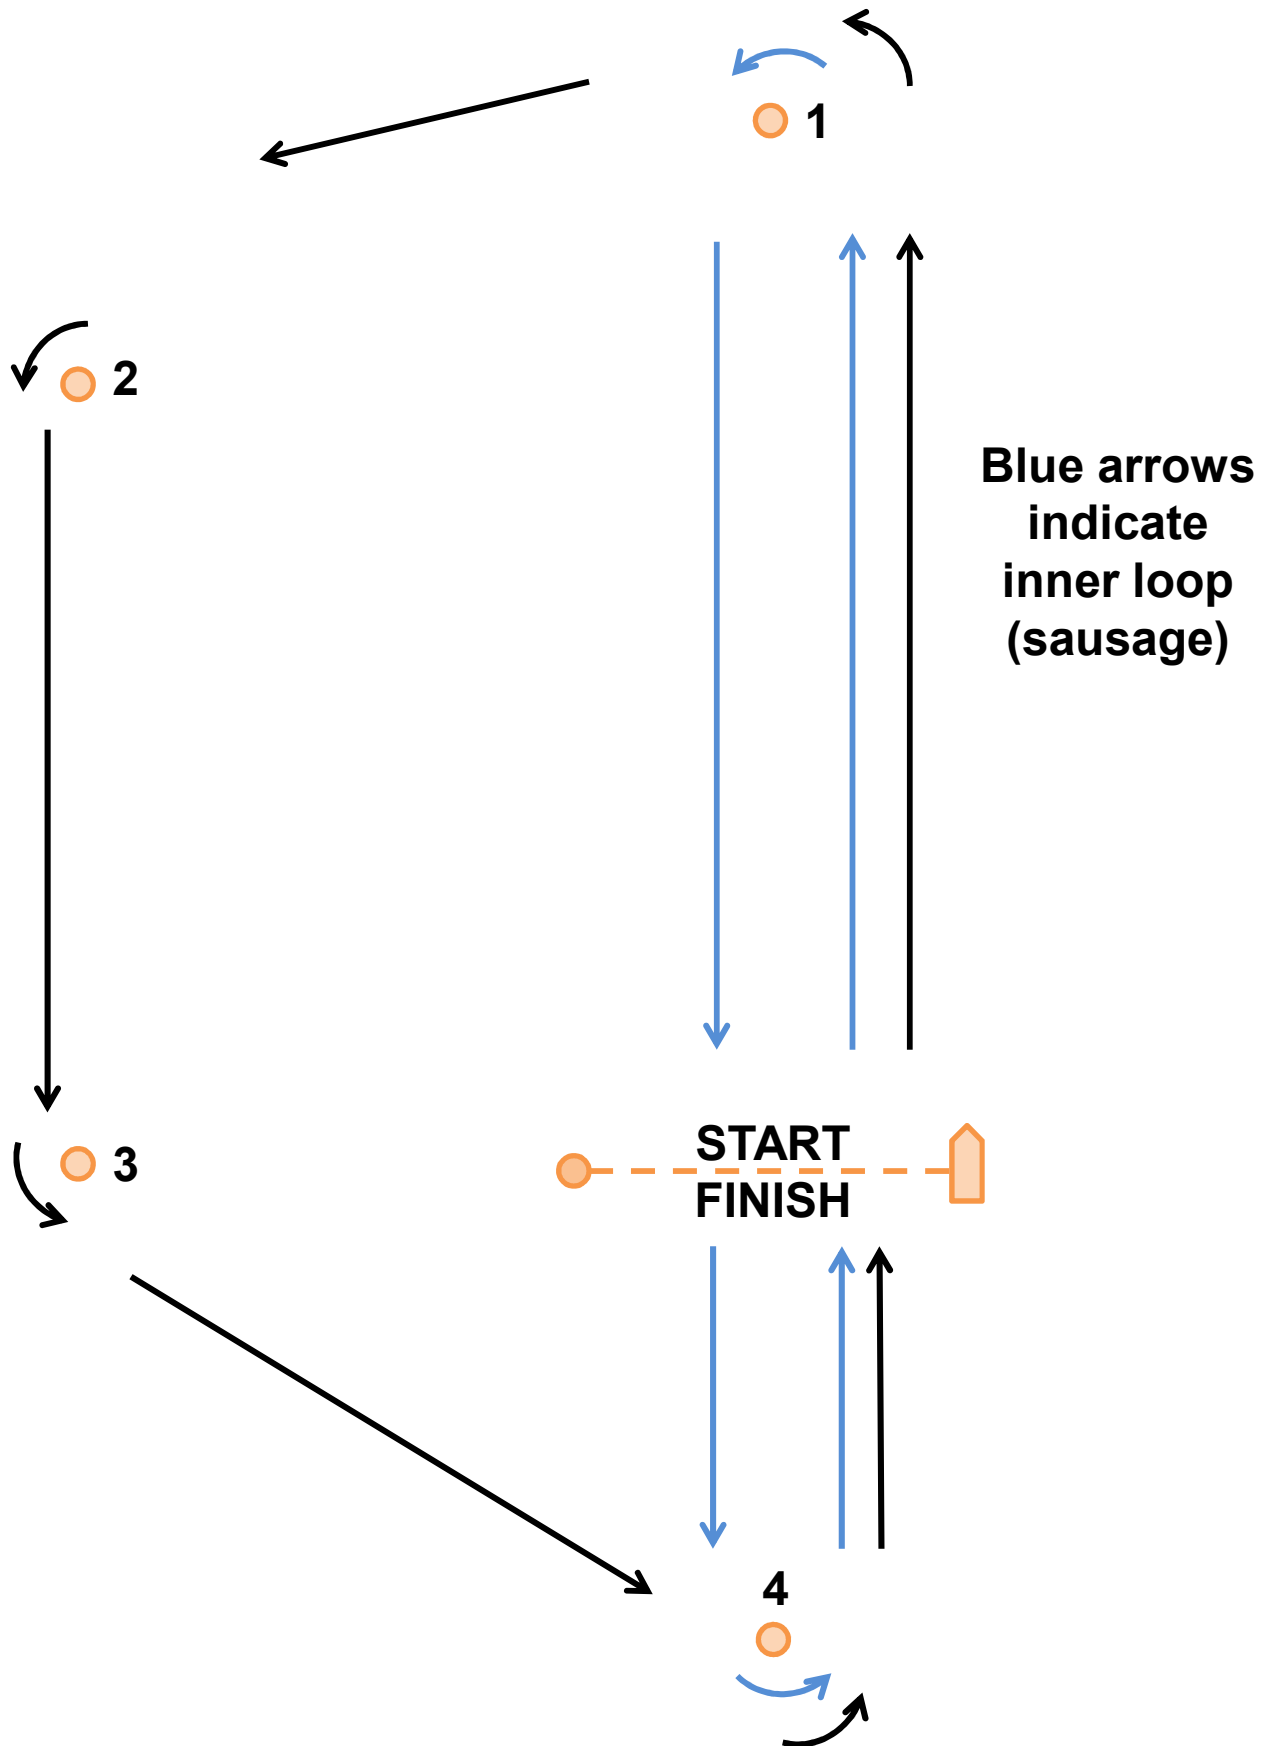 1
2
Blue arrows
indicate
inner loop
(sausage)
START
3
FINISH
4